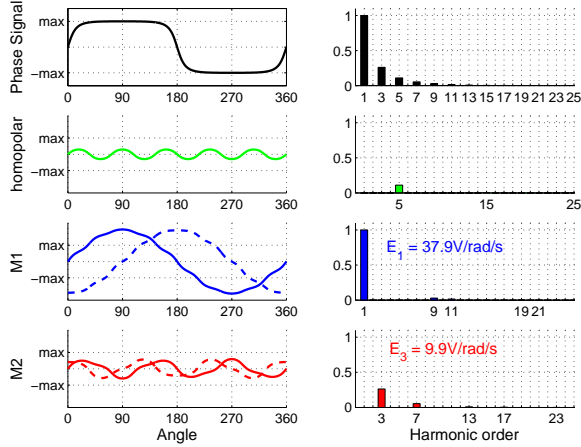 Phase Signal
max
−max
0 90 180 270 360
1
0.5
0
1 3 5 7 9 11 13 15 17 19 21 23 25
homopolar
max
−max
0 90 180 270 360
1
0.5
0
5 15 25
M1
max
−max
0 90 180 270 360
1
0.5
0
E1 = 37.9V/rad/s
1 9 11 19 21
M2
max
−max
0 90 180 270 360
Angle
1
0.5
0
E3 = 9.9V/rad/s
3 7 13 17 23
Harmonic order